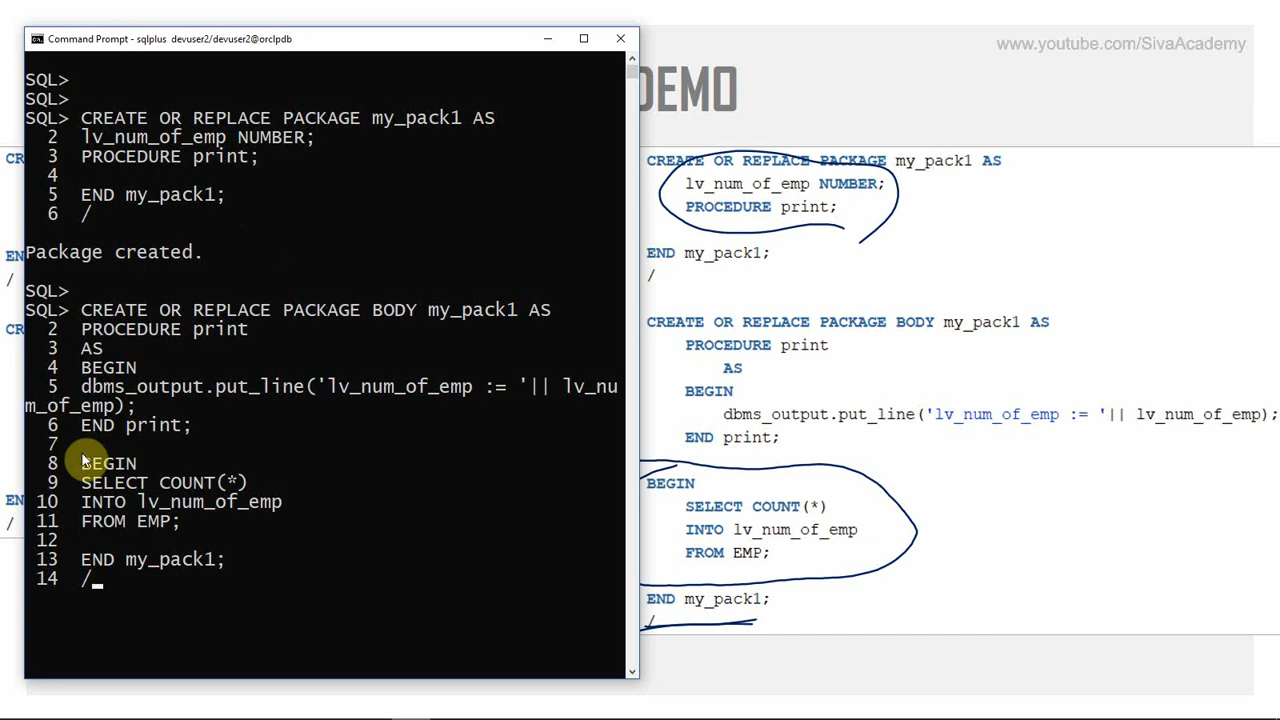 Command Prompt - sqlplus devuser2/devuser2@orclpdb
SQL>
SQL>
SQL> CREATE OR REPLACE PACKAGE my_pack1 AS
2 lv_num_of_emp NUMBER;
3 PROCEDURE print;
4
5 END my_pack1;
6 /
Package created.
SQL>
SQL> CREATE OR REPLACE PACKAGE BODY my_pack1 AS
2 PROCEDURE print
3 AS
4 BEGIN
5 dbms_output.put_line('lv_num_of_emp := '|| lv_nu
m_of_emp);
6 END print;
7
8 BEGIN
9 SELECT COUNT(*)
10 INTO lv_num_of_emp
11 FROM EMP;
12
13 END my_pack1;
14 /
www.youtube.com/SivaAcademy
DEMO
CREATE OR REPLACE PACKAGE my_pack1 AS
lv_num_of_emp NUMBER;
PROCEDURE print;
END my_pack1;
/
CREATE OR REPLACE PACKAGE BODY my_pack1 AS
PROCEDURE print
AS
BEGIN
dbms_output.put_line('lv_num_of_emp := '|| lv_num_of_emp);
END print;
BEGIN
SELECT COUNT(*)
INTO lv_num_of_emp
FROM EMP;
END my_pack1;
/
CR
EN
/
CR
EN
/